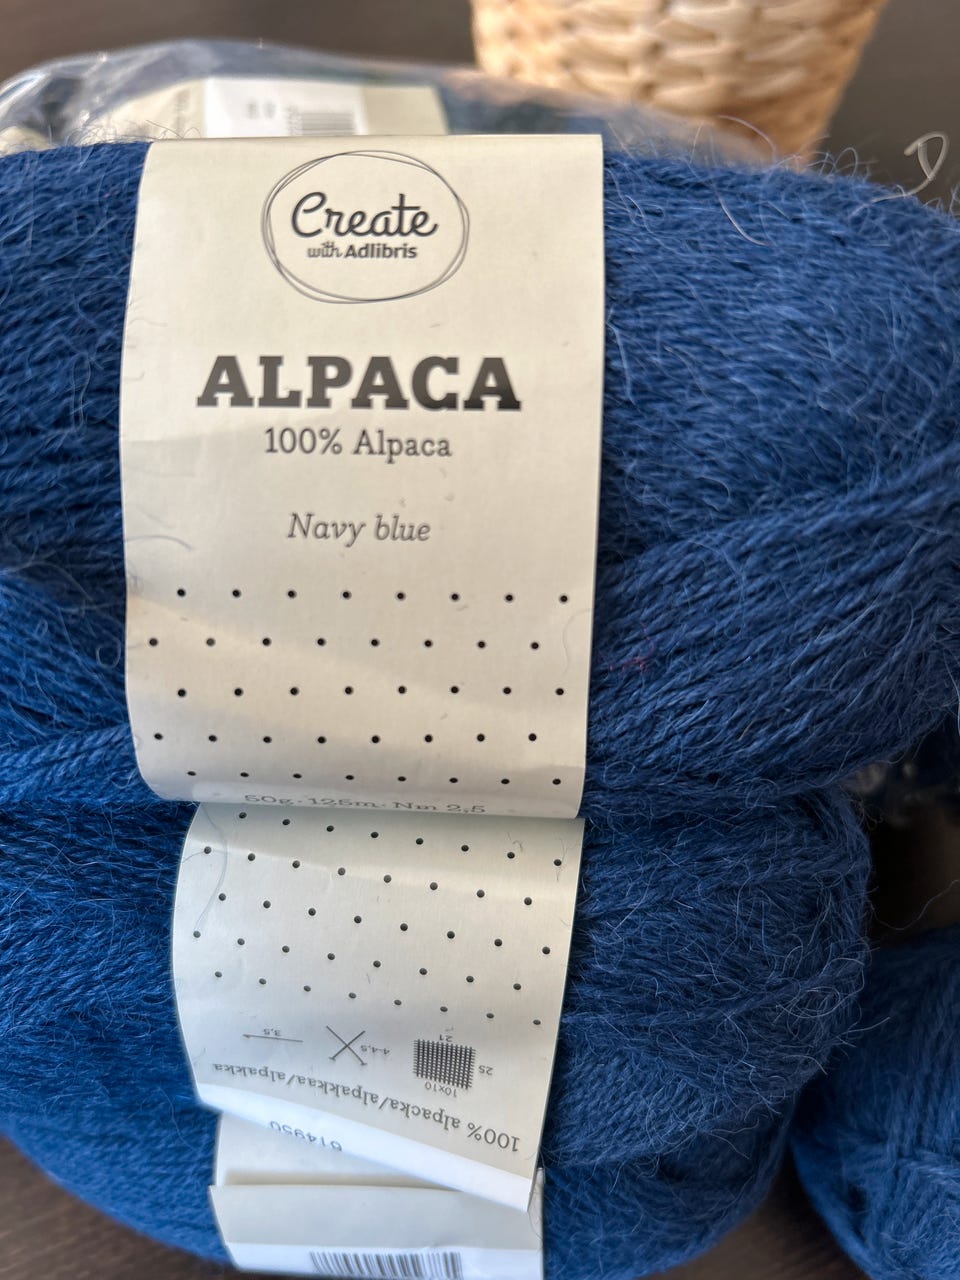 Create
with Adlibris
ALPACA
100% Alpaca
Navy blue
50g · 125m · Nm 2,5
3,5
4-4,5
21
25
10x10
100% alpacka/alpakkaa/alpakka
614950